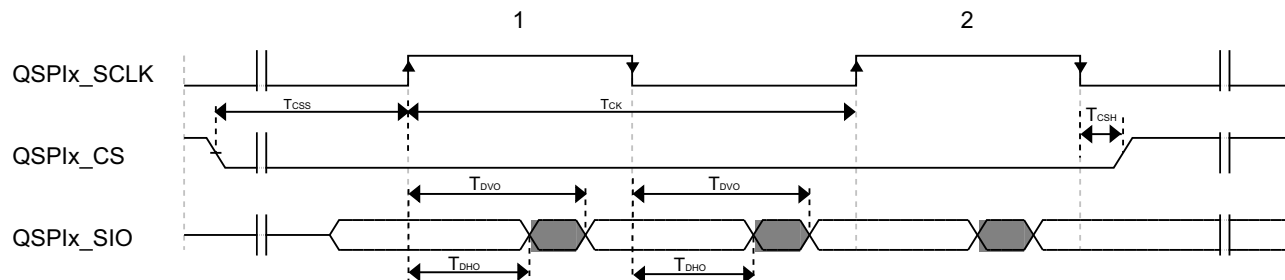 1 2
QSPIx_SCLK
TCSS TCK TCSH
QSPIx_CS
TDVO TDVO
QSPIx_SIO
TDHO TDHO